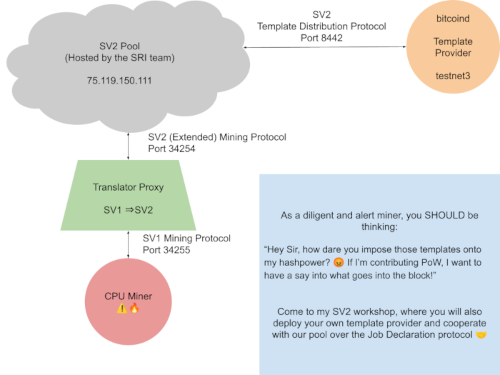 SV2 Pool
(Hosted by the SRI team)
75.119.150.111
SV2
Template Distribution Protocol
Port 8442
bitcoind
Template
Provider
testnet3
SV2 (Extended) Mining Protocol
Port 34254
Translator Proxy
SV1 ⇒SV2
SV1 Mining Protocol
Port 34255
CPU Miner
⚠️🔥
As a diligent and alert miner, you SHOULD be
thinking:
“Hey Sir, how dare you impose those templates onto
my hashpower? 😡 If I’m contributing PoW, I want to
have a say into what goes into the block!”
Come to my SV2 workshop, where you will also
deploy your own template provider and cooperate
with our pool over the Job Declaration protocol 🤝